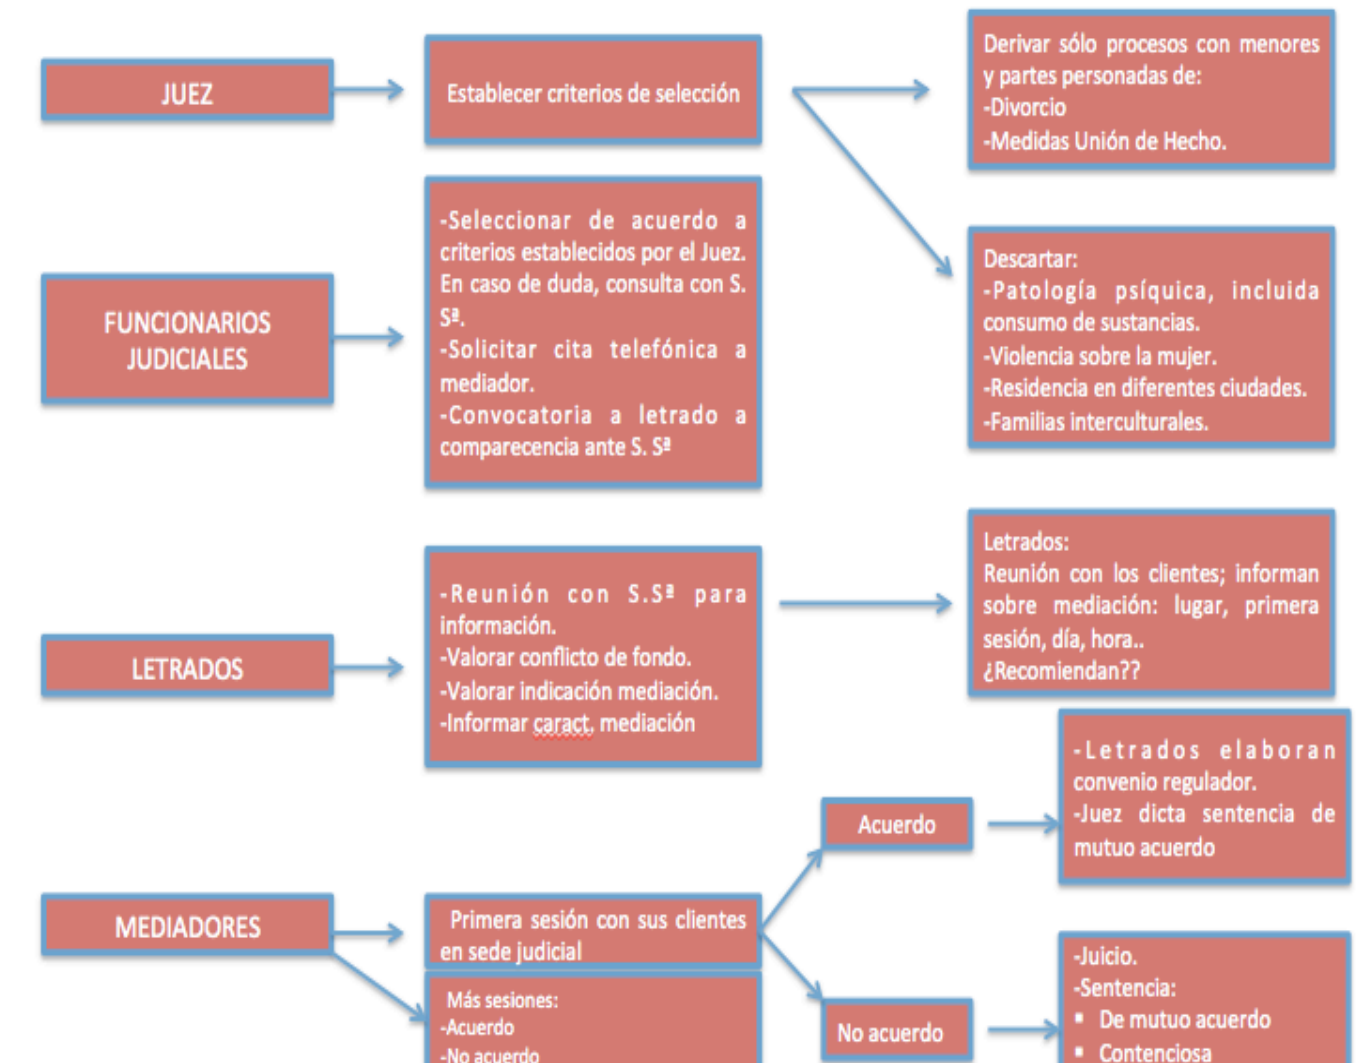 JUEZ
Establecer criterios de selección
Derivar sólo procesos con menores
y partes personadas de:
-Divorcio
-Medidas Unión de Hecho.
Descartar:
-Patología psíquica, incluida
consumo de sustancias.
-Violencia sobre la mujer.
-Residencia en diferentes ciudades.
-Familias interculturales.
FUNCIONARIOS
JUDICIALES
-Seleccionar de acuerdo a
criterios establecidos por el Juez.
En caso de duda, consulta con S.
Sª.
-Solicitar cita telefónica a
mediador.
-Convocatoria a letrado a
comparecencia ante S. Sª
LETRADOS
-Reunión con S.Sª para
información.
-Valorar conflicto de fondo.
-Valorar indicación mediación.
-Informar caract. mediación
Letrados:
Reunión con los clientes; informan
sobre mediación: lugar, primera
sesión, día, hora..
¿Recomiendan??
MEDIADORES
Primera sesión con sus clientes
en sede judicial
Más sesiones:
-Acuerdo
-No acuerdo
Acuerdo
-Letrados elaboran
convenio regulador.
-Juez dicta sentencia de
mutuo acuerdo
No acuerdo
-Juicio.
-Sentencia:
▪ De mutuo acuerdo
▪ Contenciosa